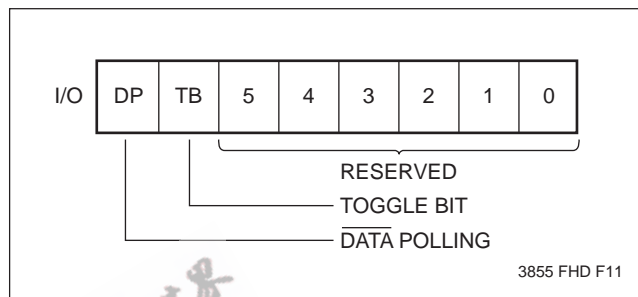 I/O DP TB 5 4 3 2 1 0
RESERVED
TOGGLE BIT
DATA POLLING
3855 FHD F11